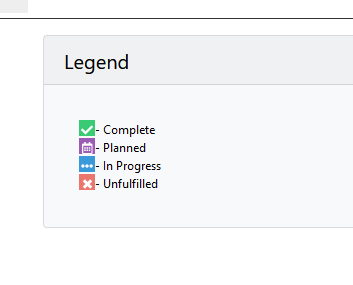 Legend
- Complete
- Planned
- In Progress
- Unfulfilled